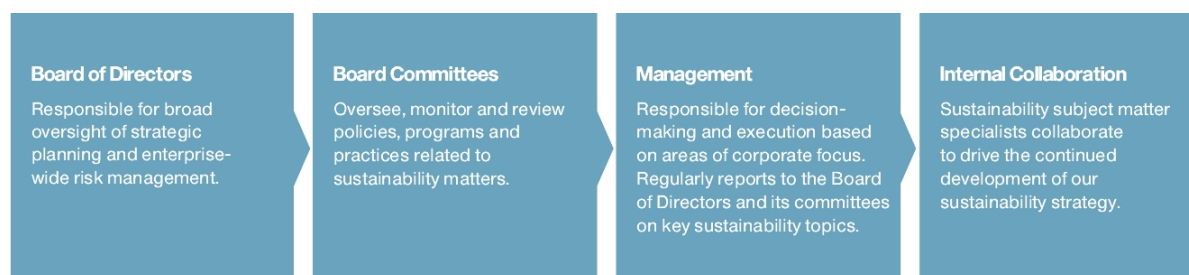 Board of Directors
Responsible for broad
oversight of strategic
planning and enterprise-
wide risk management.
Board Committees
Oversee, monitor and review
policies, programs and
practices related to
sustainability matters.
Management
Responsible for decision-
making and execution based
on areas of corporate focus.
Regularly reports to the Board
of Directors and its committees
on key sustainability topics.
Internal Collaboration
Sustainability subject matter
specialists collaborate
to drive the continued
development of our
sustainability strategy.